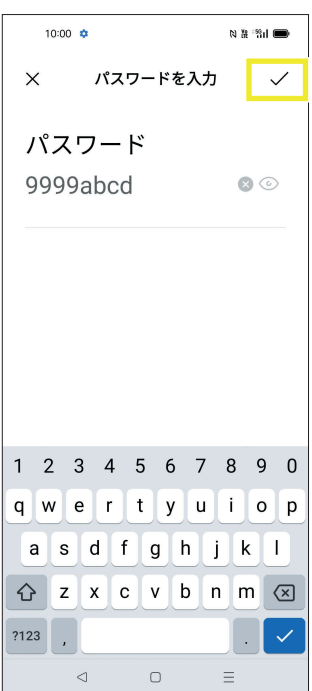 10:00
パスワードを入力
パスワード
9999abcd
1 2 3 4 5 6 7 8 9 0
q w e r t y u i o p
a s d f g h j k l
z x c v b n m
?123 , .